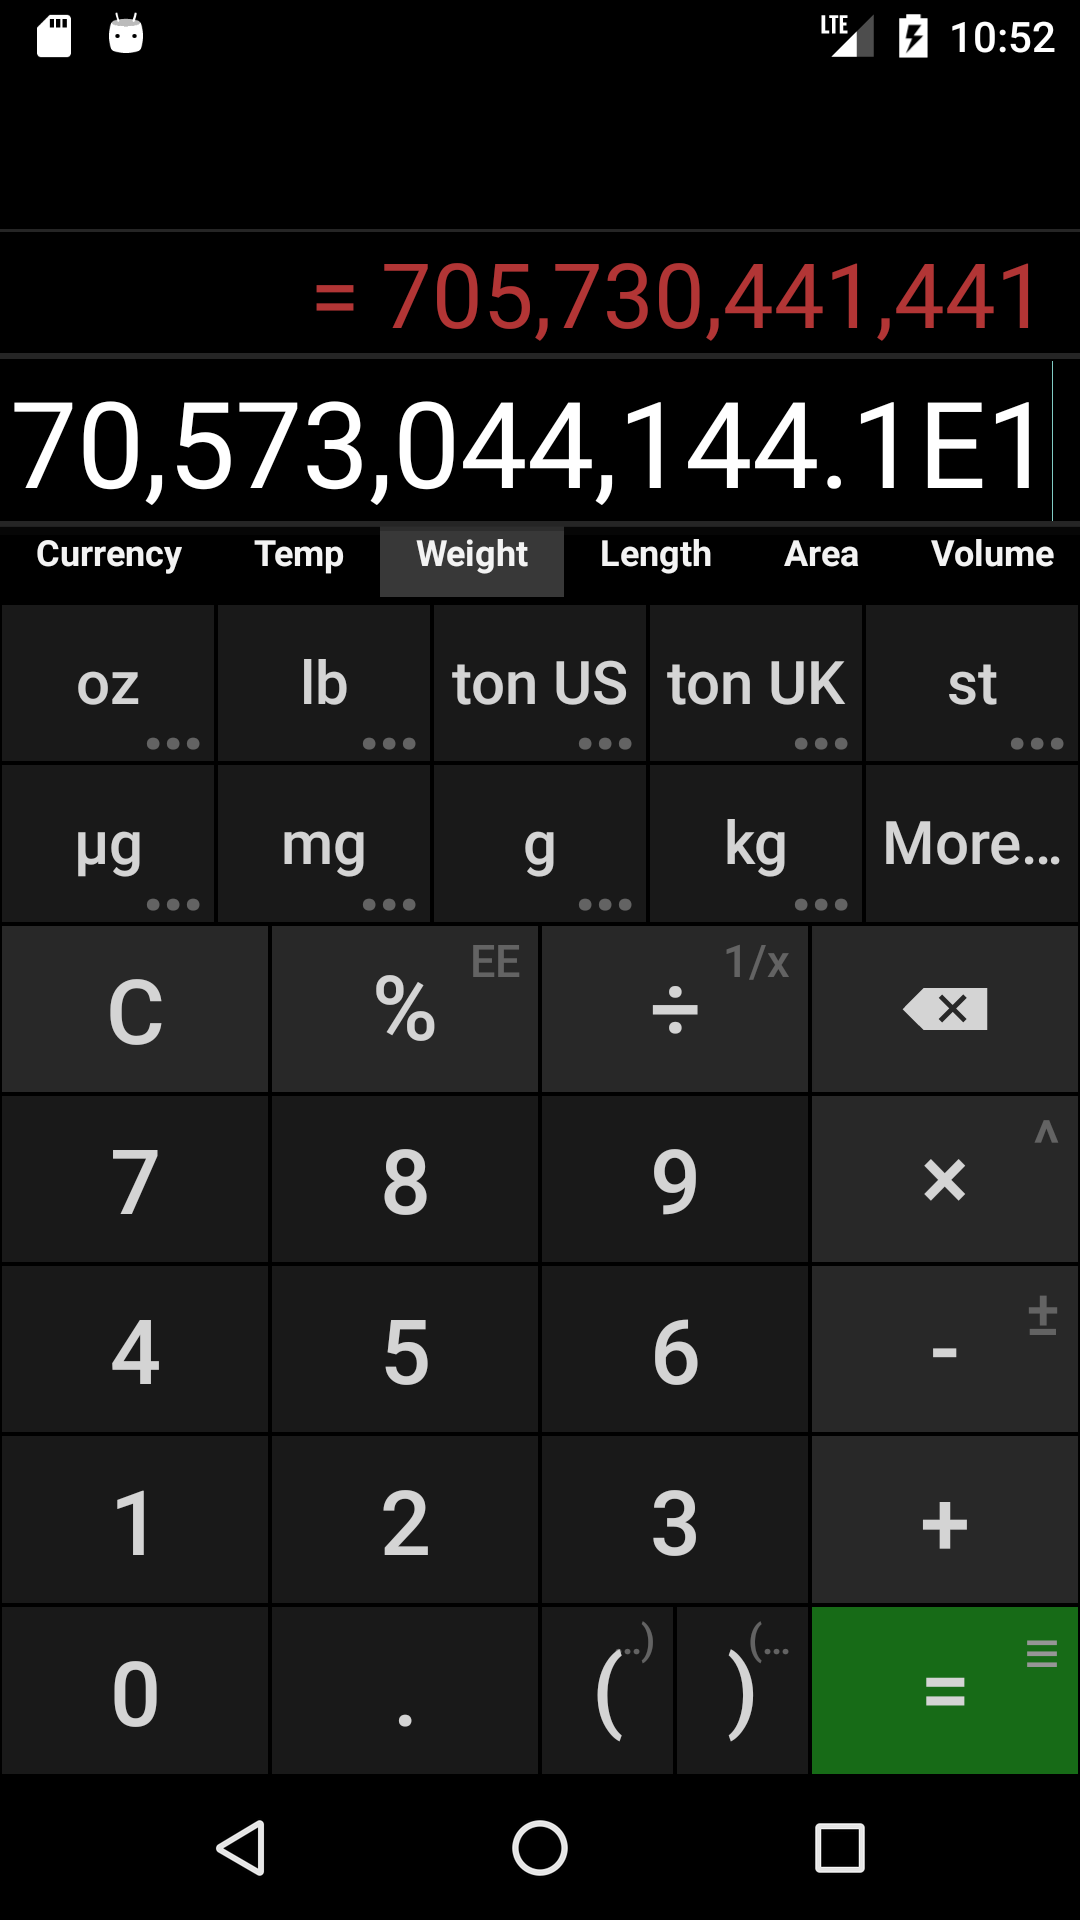 LTE 10:52
= 705,730,441,441
70,573,044,144.1E1
Currency Temp Weight Length Area Volume
oz lb ton US ton UK st
µg mg g kg More...
C % EE ÷ 1/x
7 8 9 × ^
4 5 6 - ±
1 2 3 +
0 . ( ..) ) (... =